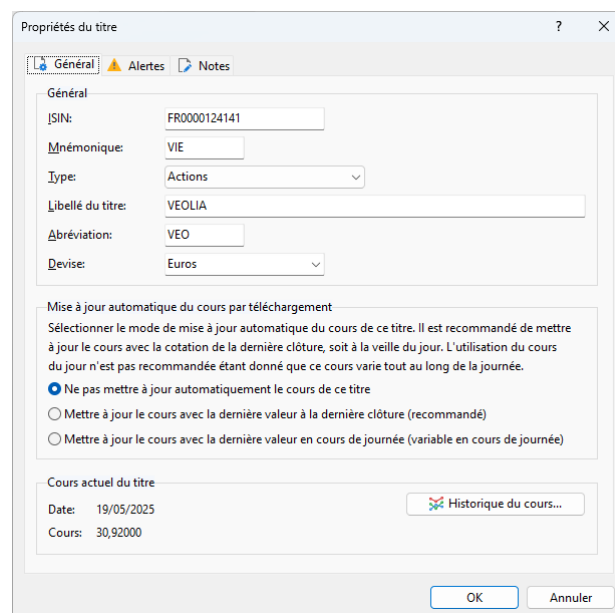 Propriétés du titre
Général
Alertes
Notes
Général
ISIN: FR0000124141
Mnémonique: VIE
Type: Actions
Libellé du titre: VEOLIA
Abréviation: VEO
Devise: Euros
Mise à jour automatique du cours par téléchargement
Sélectionner le mode de mise à jour automatique du cours de ce titre. Il est recommandé de mettre
à jour le cours avec la cotation de la dernière clôture, soit à la veille du jour. L'utilisation du cours
du jour n'est pas recommandée étant donné que ce cours varie tout au long de la journée.
Ne pas mettre à jour automatiquement le cours de ce titre
Mettre à jour le cours avec la dernière valeur à la dernière clôture (recommandé)
Mettre à jour le cours avec la dernière valeur en cours de journée (variable en cours de journée)
Cours actuel du titre
Date: 19/05/2025
Historique du cours...
Cours: 30,92000
OK
Annuler